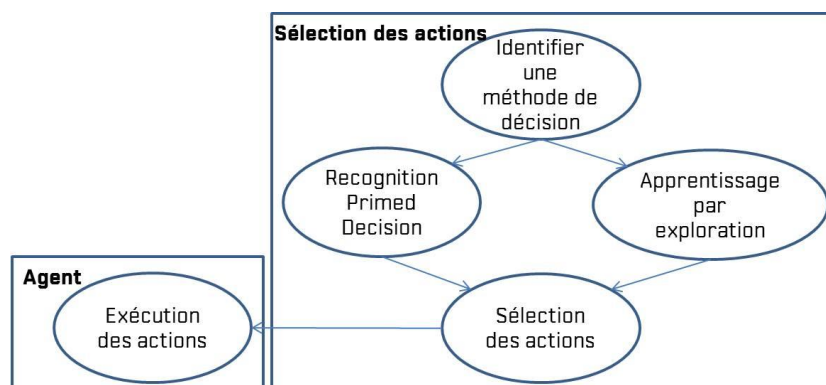 Sélection des actions
Identifier
une
méthode de
décision
Recognition
Primed
Decision
Apprentissage
par
exploration
Agent
Exécution
des actions
Sélection
des actions